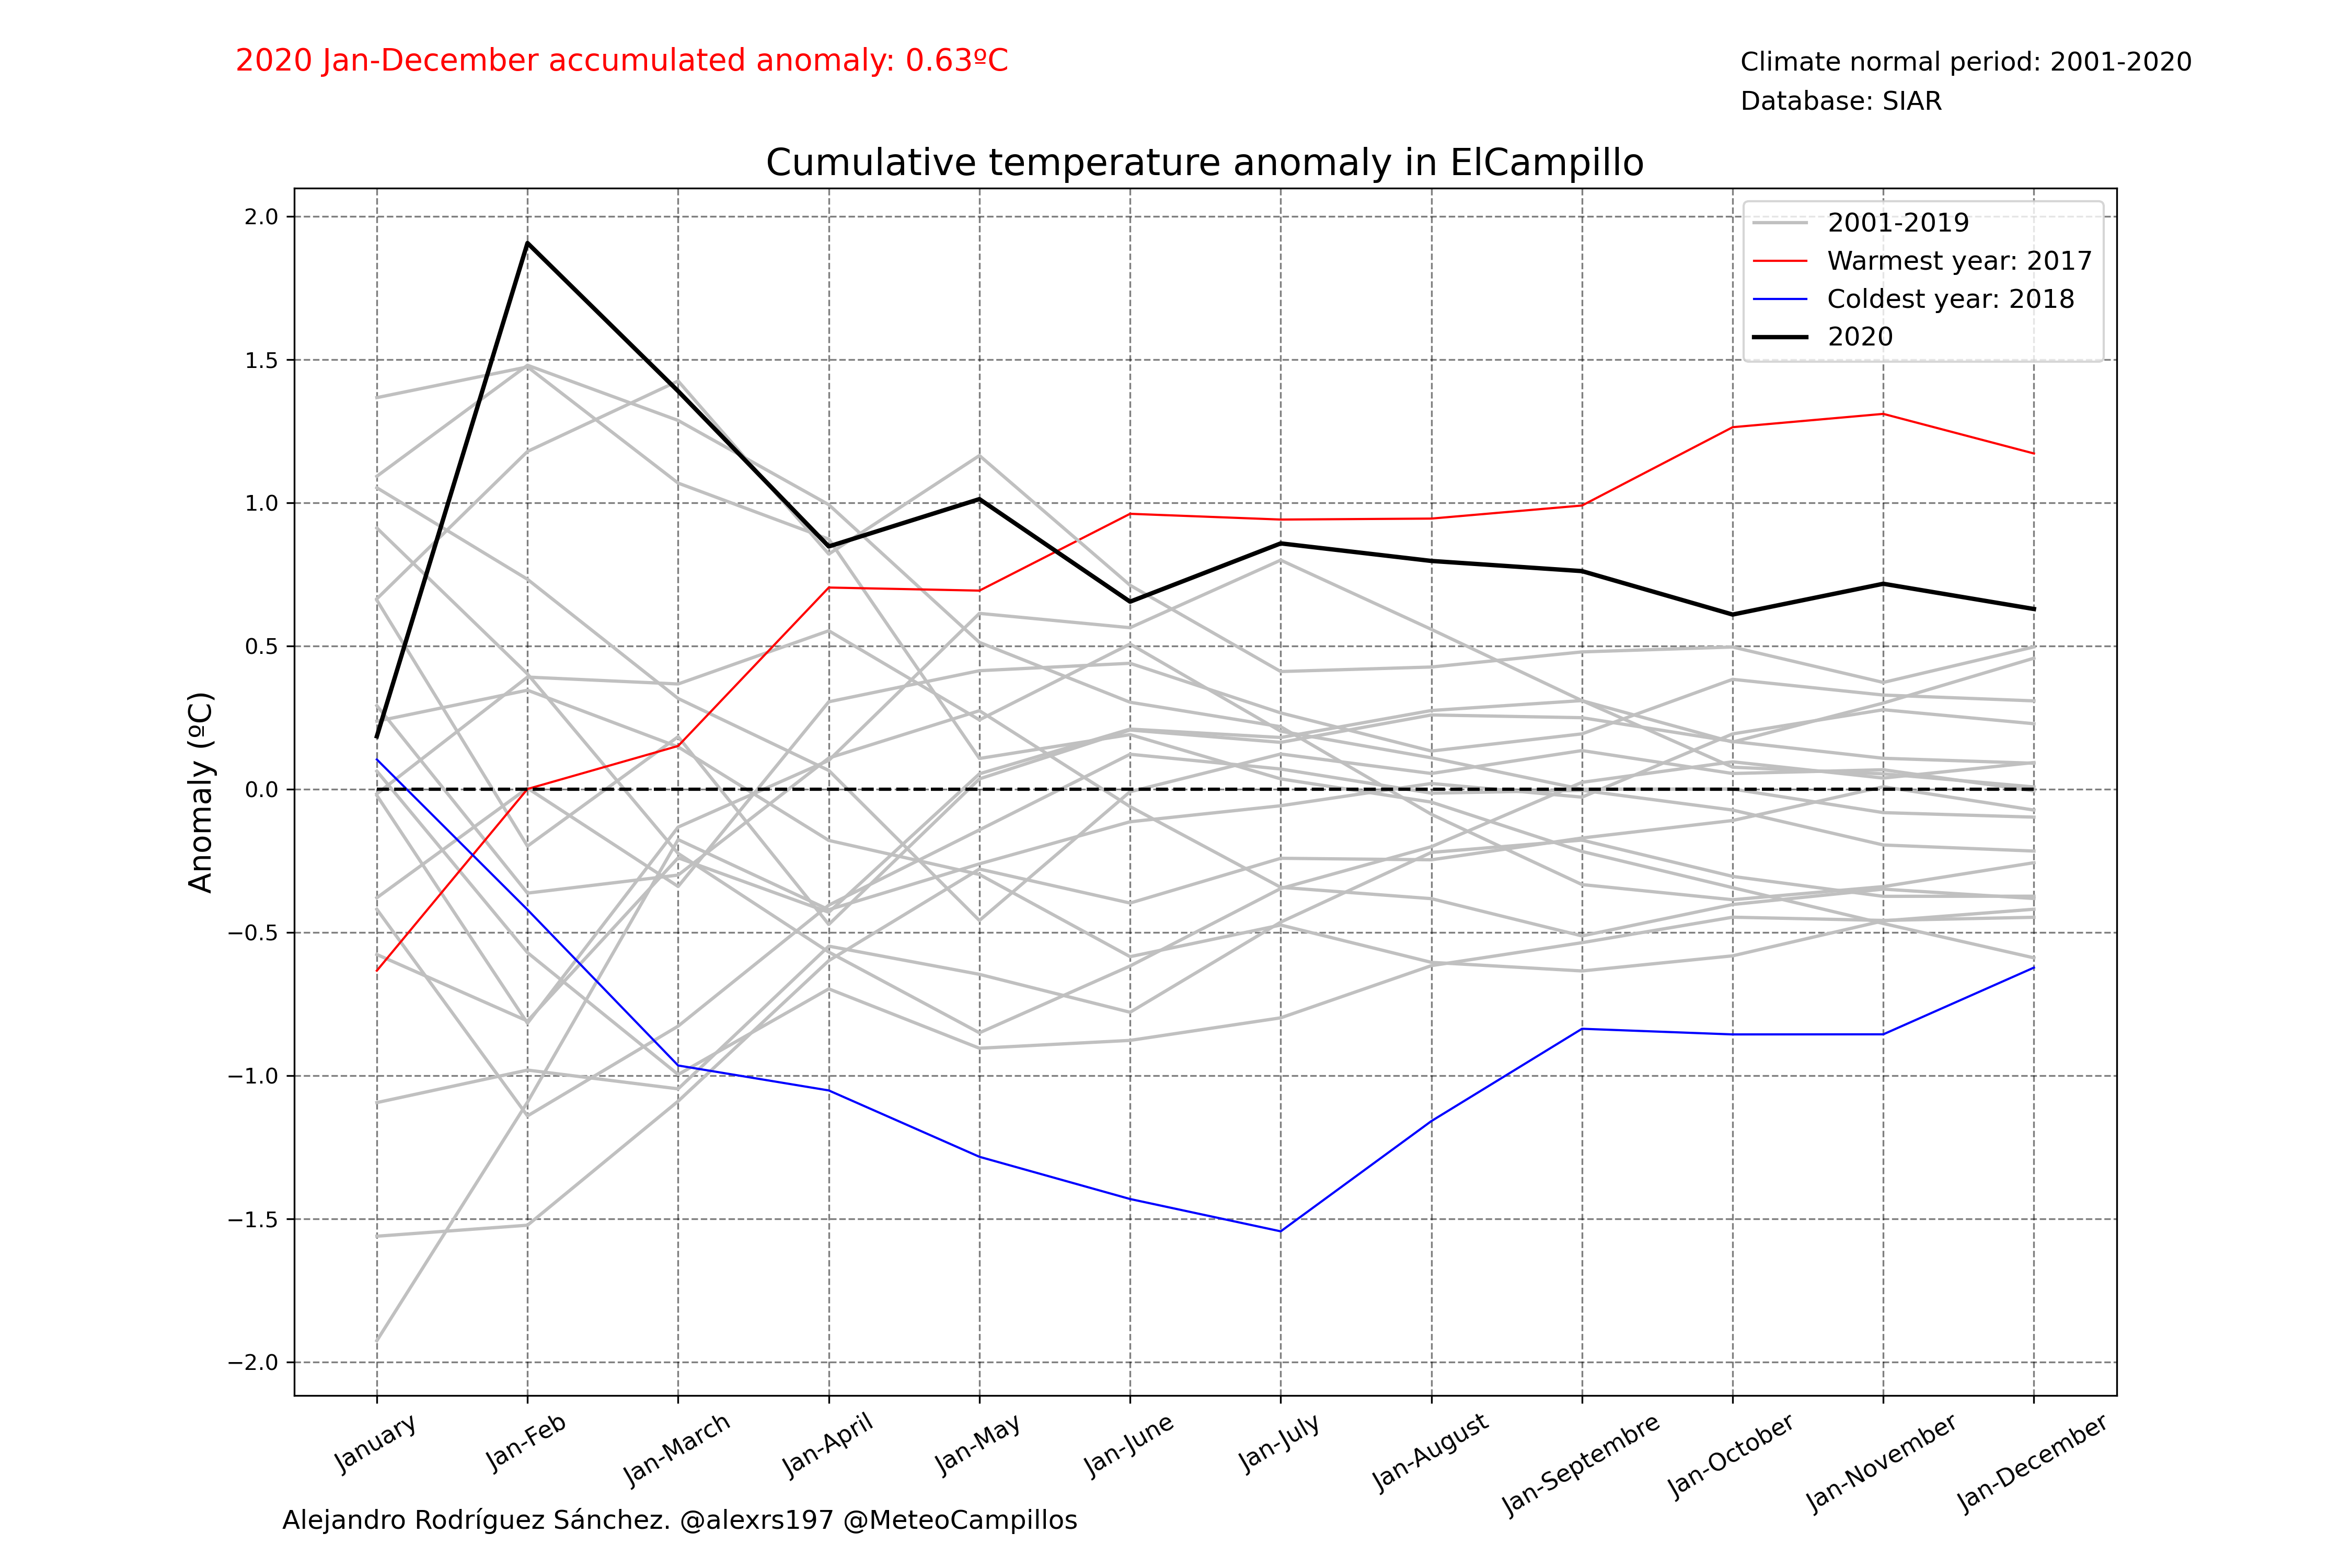 2020 Jan-December accumulated anomaly: 0.63ºC
Climate normal period: 2001-2020
Database: SIAR
Cumulative temperature anomaly in ElCampillo
2001-2019
Warmest year: 2017
Coldest year: 2018
2020
Anomaly (ºC)
2.0
1.5
1.0
0.5
0.0
−0.5
−1.0
−1.5
−2.0
January
Jan-Feb
Jan-March
Jan-April
Jan-May
Jan-June
Jan-July
Jan-August
Jan-Septembre
Jan-October
Jan-November
Jan-December
Alejandro Rodríguez Sánchez. @alexrs197 @MeteoCampillos